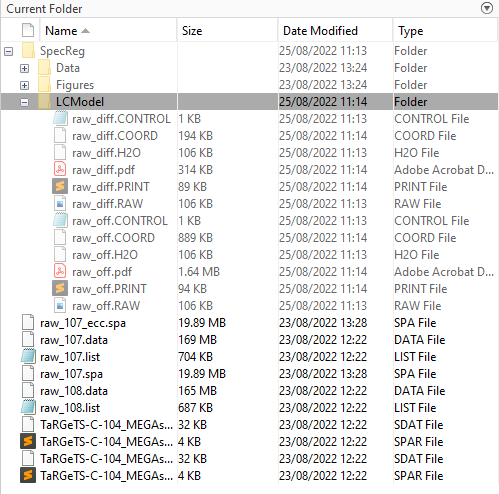 Current Folder
Name Size Date Modified Type
SpecReg 25/08/2022 11:13 Folder
Data 23/08/2022 13:24 Folder
Figures 23/08/2022 13:24 Folder
LCModel 25/08/2022 11:14 Folder
raw_diff.CONTROL 1 KB 25/08/2022 11:13 CONTROL File
raw_diff.COORD 194 KB 25/08/2022 11:14 COORD File
raw_diff.H2O 106 KB 25/08/2022 11:13 H2O File
raw_diff.pdf 314 KB 25/08/2022 11:14 Adobe Acrobat D...
raw_diff.PRINT 89 KB 25/08/2022 11:14 PRINT File
raw_diff.RAW 106 KB 25/08/2022 11:13 RAW File
raw_off.CONTROL 1 KB 25/08/2022 11:13 CONTROL File
raw_off.COORD 889 KB 25/08/2022 11:14 COORD File
raw_off.H2O 106 KB 25/08/2022 11:13 H2O File
raw_off.pdf 1.64 MB 25/08/2022 11:14 Adobe Acrobat D...
raw_off.PRINT 94 KB 25/08/2022 11:14 PRINT File
raw_off.RAW 106 KB 25/08/2022 11:13 RAW File
raw_107_ecc.spa 19.89 MB 23/08/2022 13:28 SPA File
raw_107.data 169 MB 23/08/2022 12:22 DATA File
raw_107.list 704 KB 23/08/2022 12:22 LIST File
raw_107.spa 19.89 MB 23/08/2022 13:28 SPA File
raw_108.data 165 MB 23/08/2022 12:22 DATA File
raw_108.list 687 KB 23/08/2022 12:22 LIST File
TaRGeTS-C-104_MEGAs... 32 KB 23/08/2022 12:22 SDAT File
TaRGeTS-C-104_MEGAs... 4 KB 23/08/2022 12:22 SPAR File
TaRGeTS-C-104_MEGAs... 32 KB 23/08/2022 12:22 SDAT File
TaRGeTS-C-104_MEGAs... 4 KB 23/08/2022 12:22 SPAR File